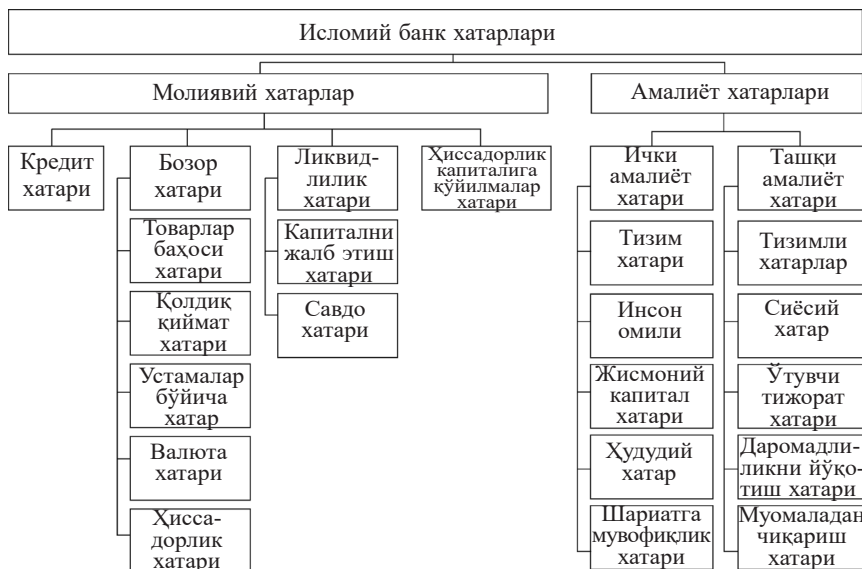 Исломий банк хатарлари
Молиявий хатарлар
Амалиёт хатарлари
Кредит
хатари
Бозор
хатари
Товарлар
баҳоси
хатари
Қолдиқ
қиймат
хатари
Устамалар
бўйича
хатар
Валюта
хатари
Ҳисса-
дорлик
хатари
Ликвид-
лилик
хатари
Капитални
жалб этиш
хатари
Савдо
хатари
Ҳиссадорлик
капиталига
қўйилмалар
хатари
Ички
амалиёт
хатари
Тизим
хатари
Инсон
омили
Жисмоний
капитал
хатари
Ҳудудий
хатар
Шариатга
мувофиқлик
хатари
Ташқи
амалиёт
хатари
Тизимли
хатарлар
Сиёсий
хатар
Ўтувчи
тижорат
хатари
Даромадли-
ликни йўқо-
тиш хатари
Муомаладан
чиқариш
хатари